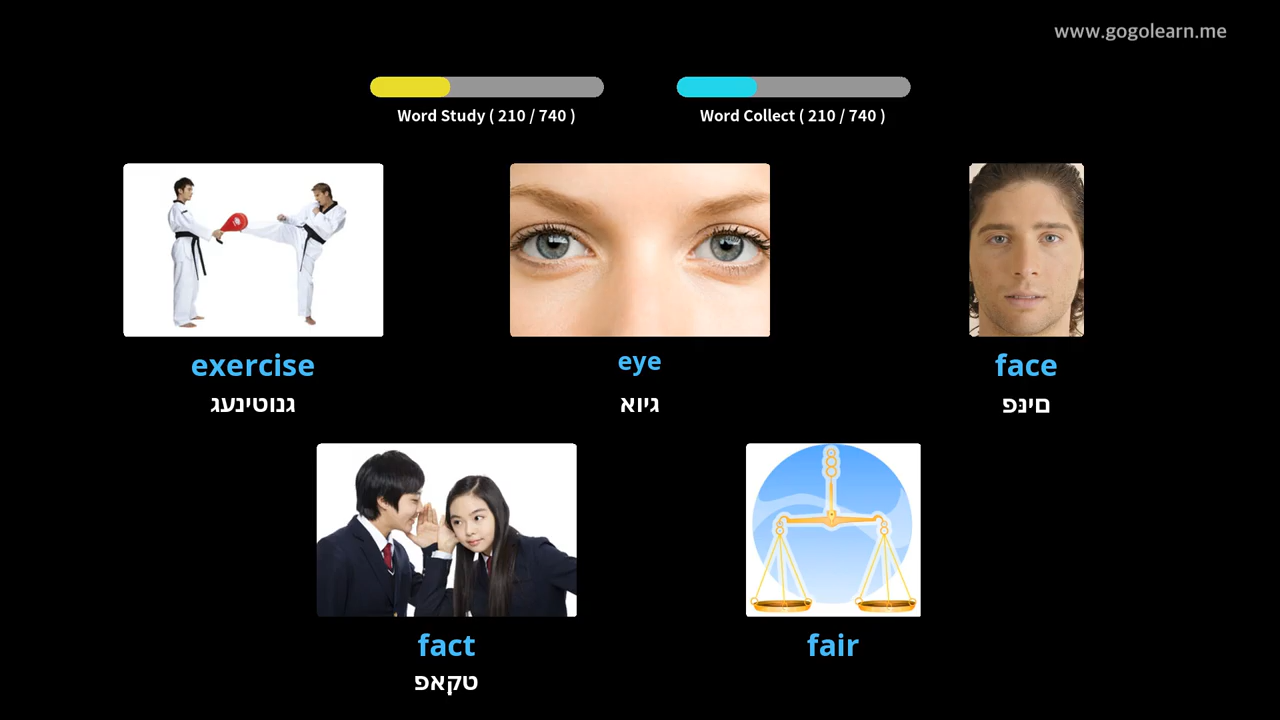 www.gogolearn.me
Word Study ( 210 / 740 )
Word Collect ( 210 / 740 )
exercise
גנוטינעג
eye
גיוא
face
םינּפ
fact
טקאפ
fair